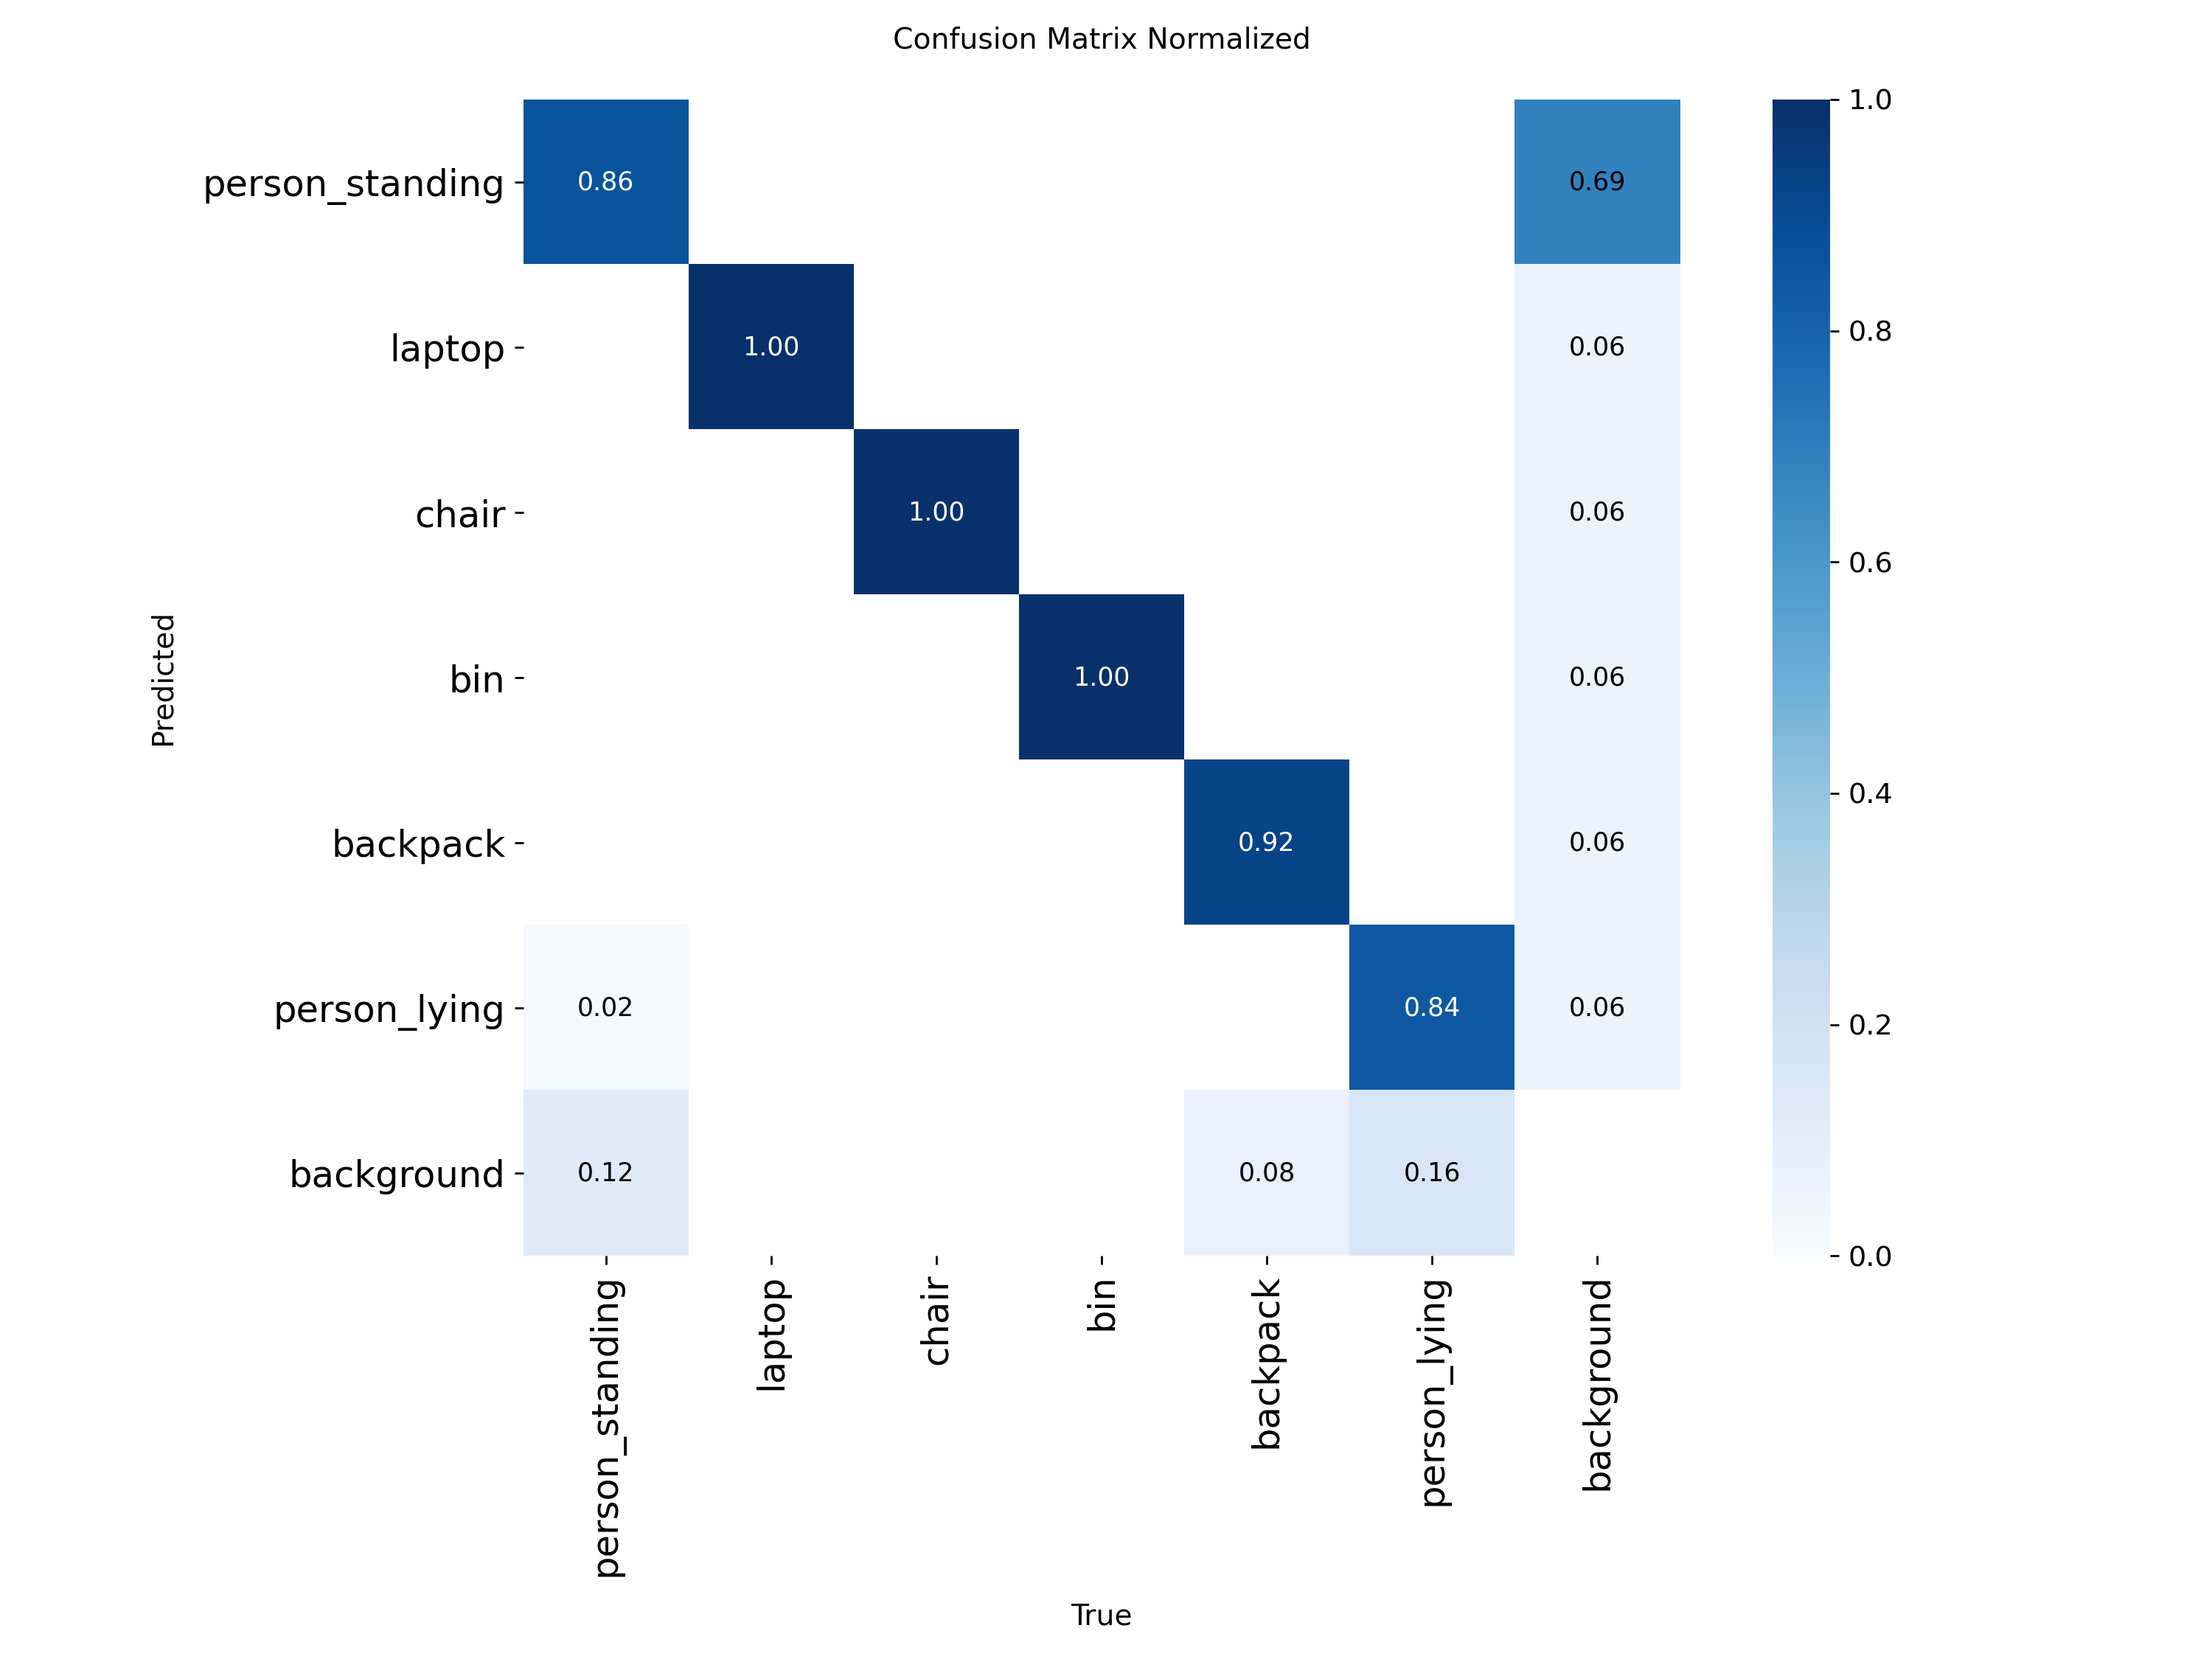 Confusion Matrix Normalized
person_standing
0.86
0.69
laptop
1.00
0.06
chair
1.00
0.06
bin
1.00
0.06
backpack
0.92
0.06
person_lying
0.02
0.84
0.06
background
0.12
0.08
0.16
Predicted
person_standing
laptop
chair
bin
backpack
person_lying
background
True
1.0
0.8
0.6
0.4
0.2
0.0